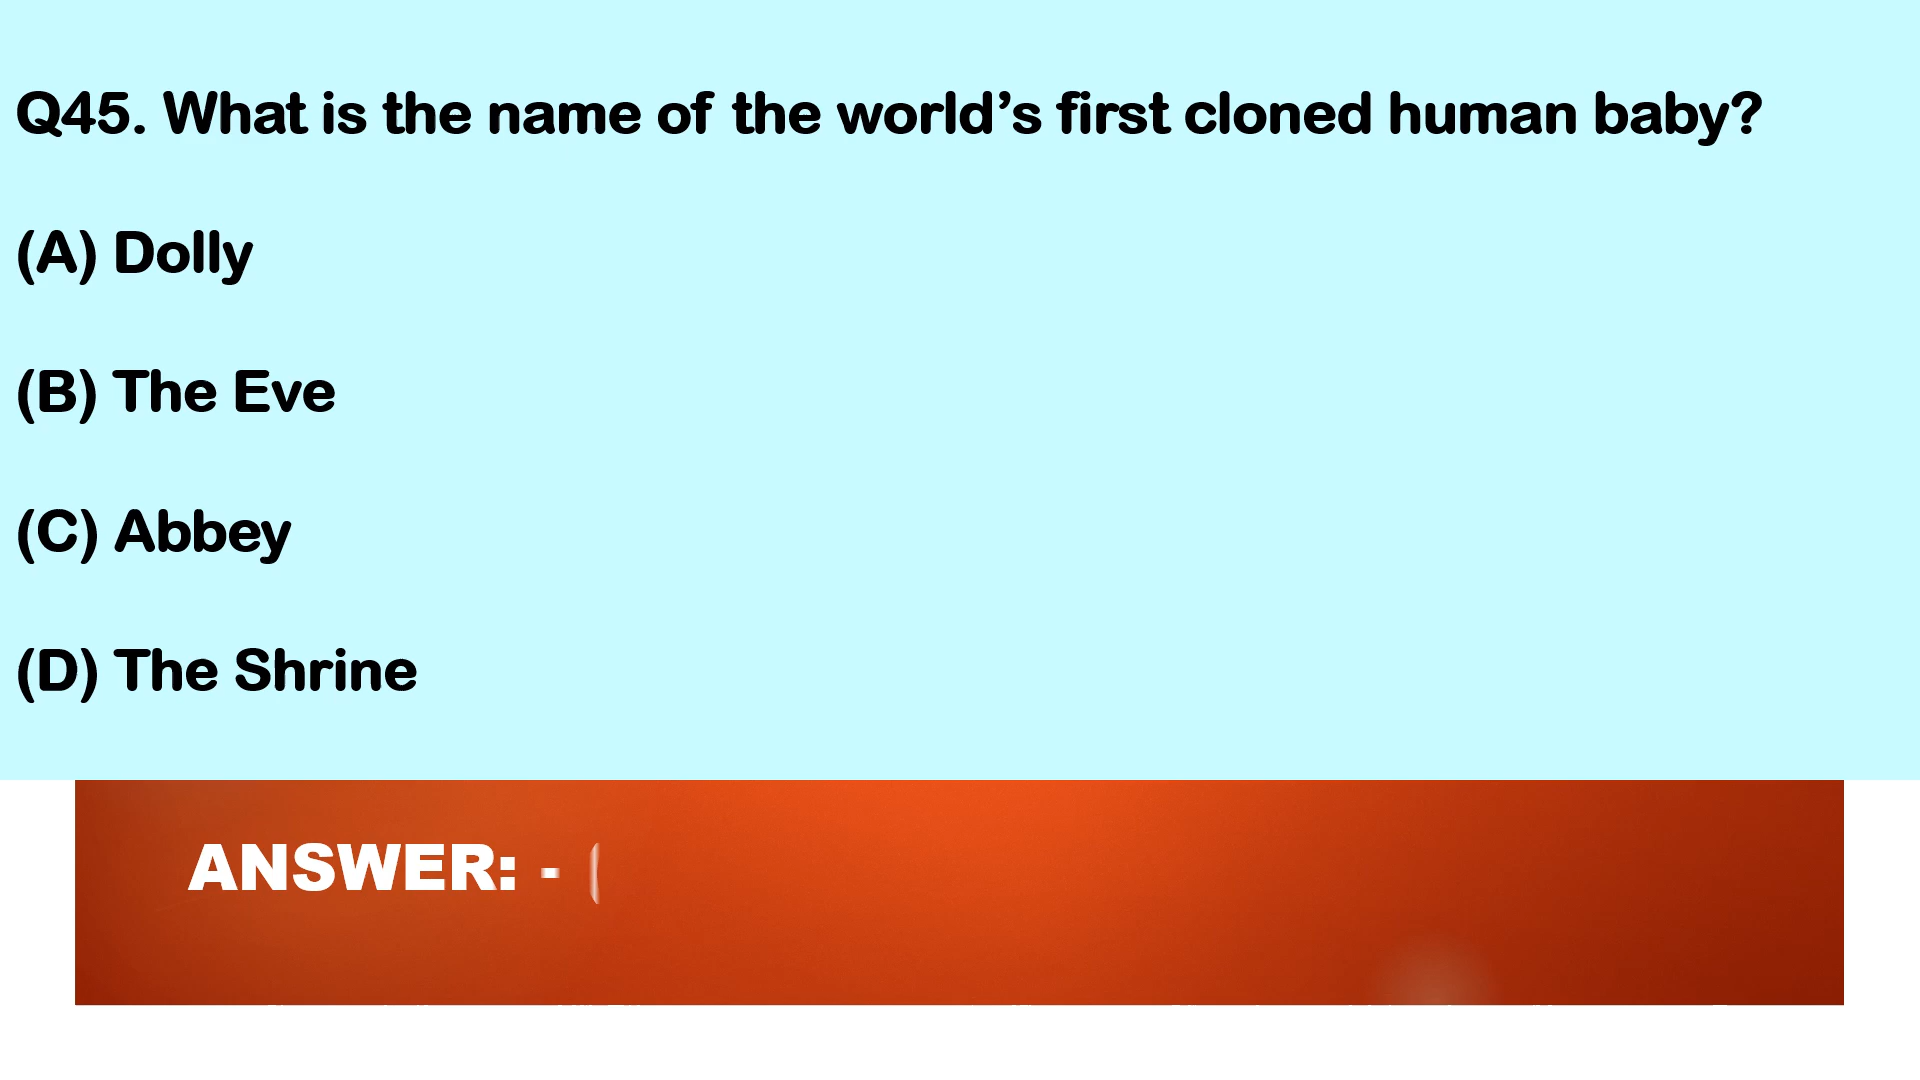 Q45. What is the name of the world’s first cloned human baby?
(A) Dolly
(B) The Eve
(C) Abbey
(D) The Shrine
ANSWER: - (